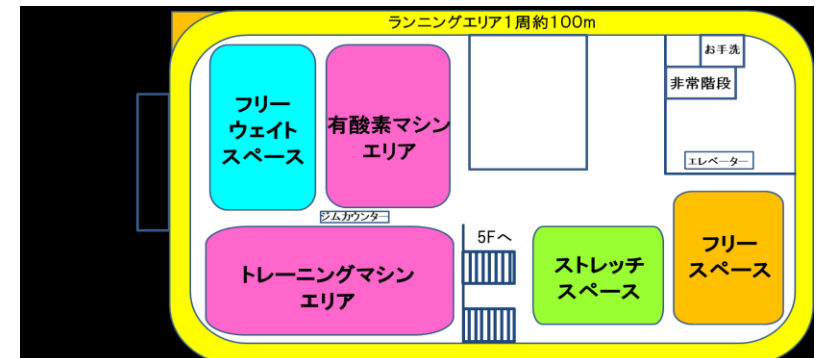 ランニングエリア1周約100m
お手洗
非常階段
エレベーター
フリー
ウェイト
スペース
有酸素マシン
エリア
ジムカウンター
トレーニングマシン
エリア
5Fへ
ストレッチ
スペース
フリー
スペース